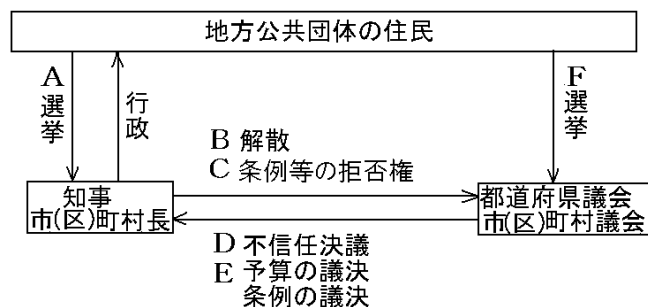 地方公共団体の住民
A
選挙
行政
F
選挙
B 解散
C 条例等の拒否権
知事
市(区)町村長
都道府県議会
市(区)町村議会
D 不信任決議
E 予算の議決
条例の議決